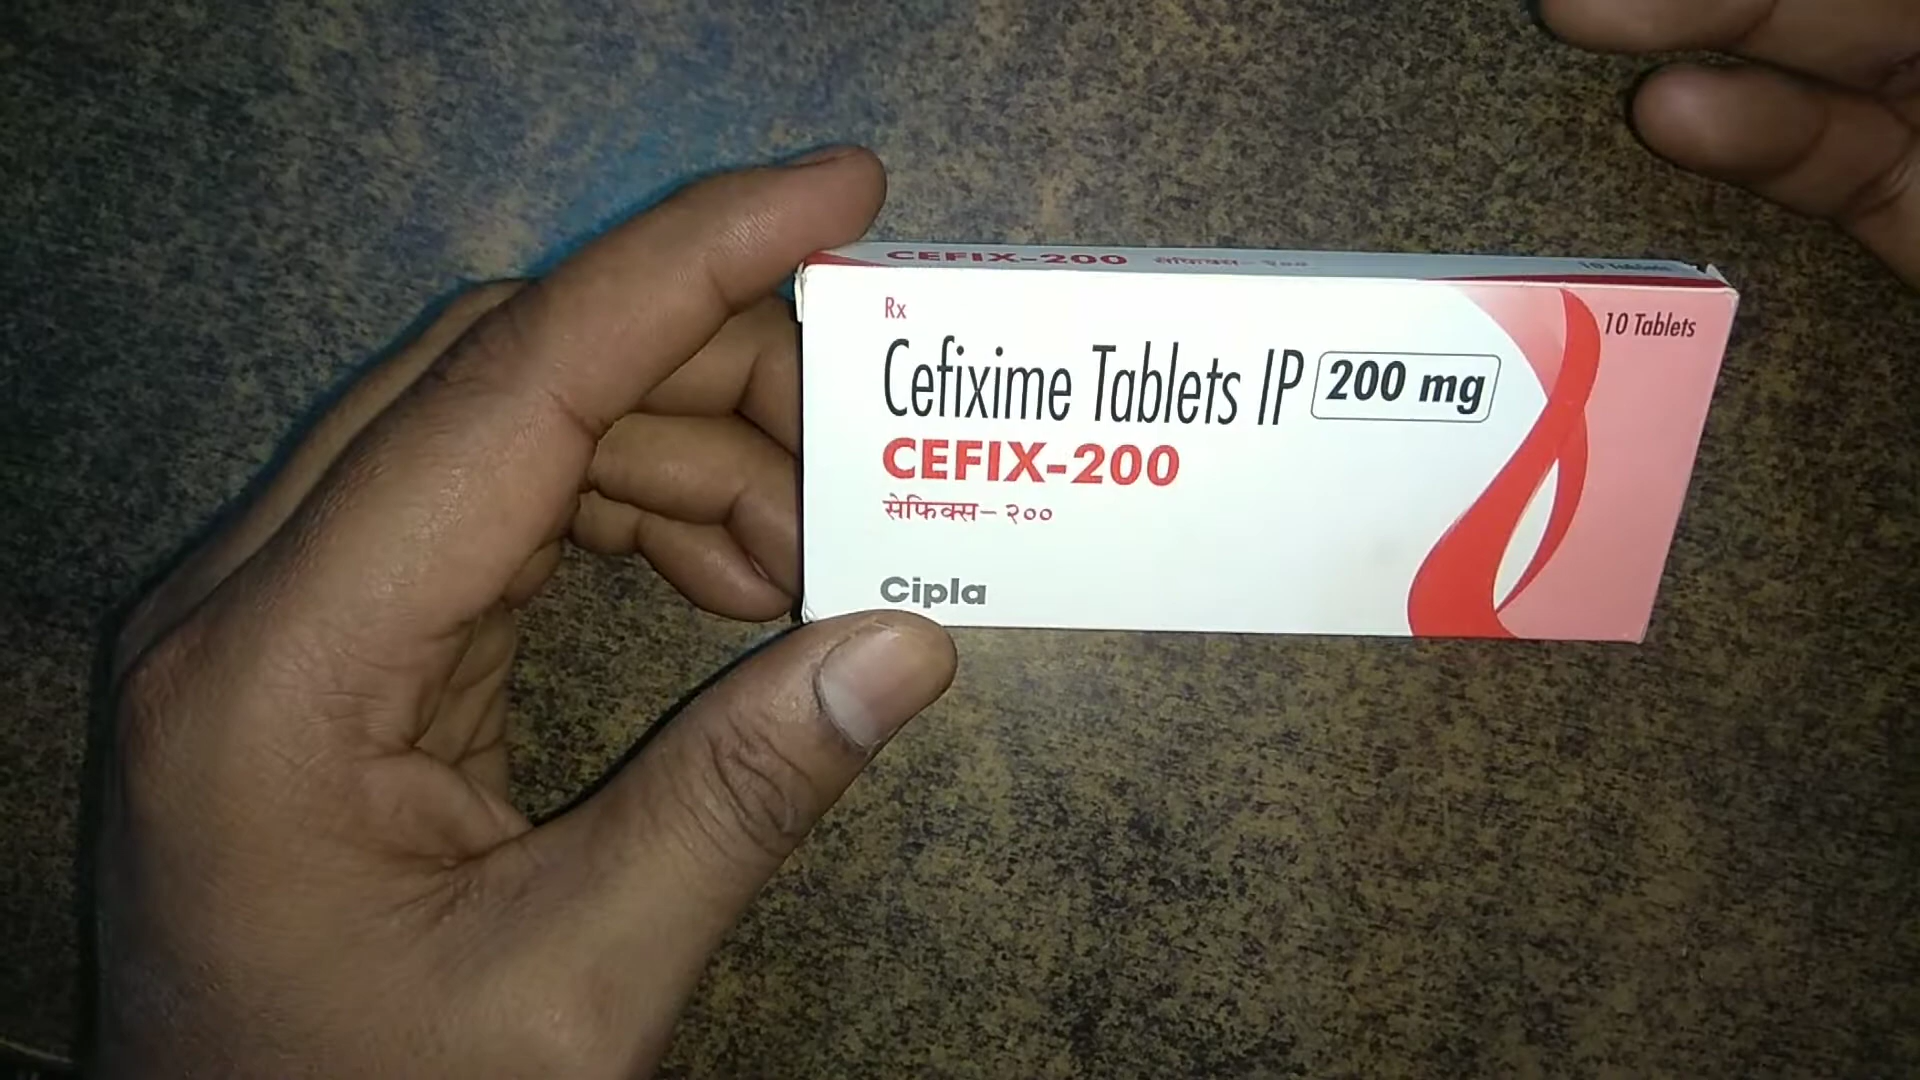 CEFIX-200 सेफिक्स- २०० 10 Tablets
Rx
10 Tablets
Cefixime Tablets IP 200 mg
CEFIX-200
सेफिक्स- २००
Cipla